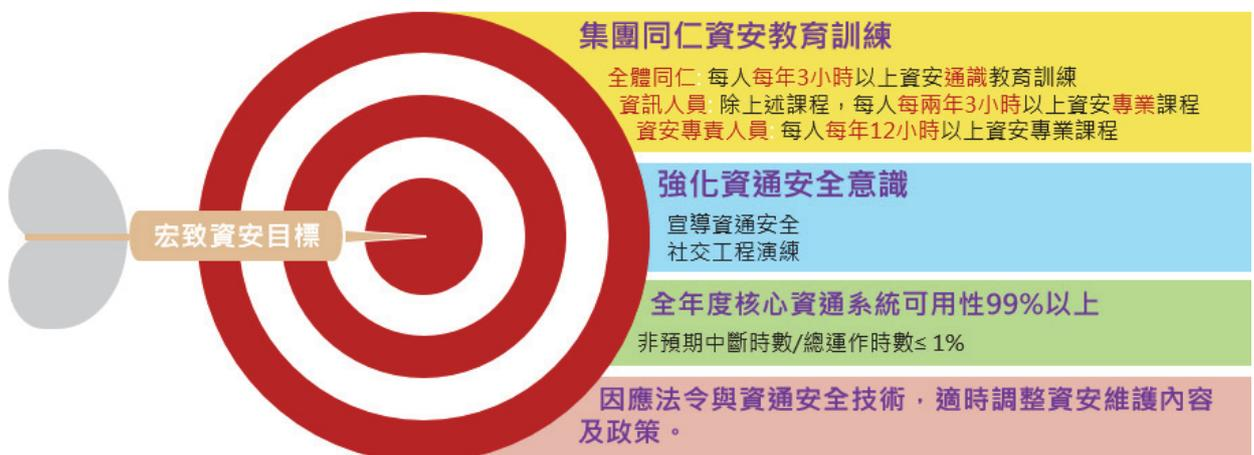 宏致資安目標
集團同仁資安教育訓練
全體同仁: 每人每年3小時以上資安通識教育訓練
資訊人員: 除上述課程，每人每兩年3小時以上資安專業課程
資安專責人員: 每人每年12小時以上資安專業課程
強化資通安全意識
宣導資通安全
社交工程演練
全年度核心資通系統可用性99%以上
非預期中斷時數/總運作時數≤ 1%
因應法令與資通安全技術，適時調整資安維護內容
及政策。